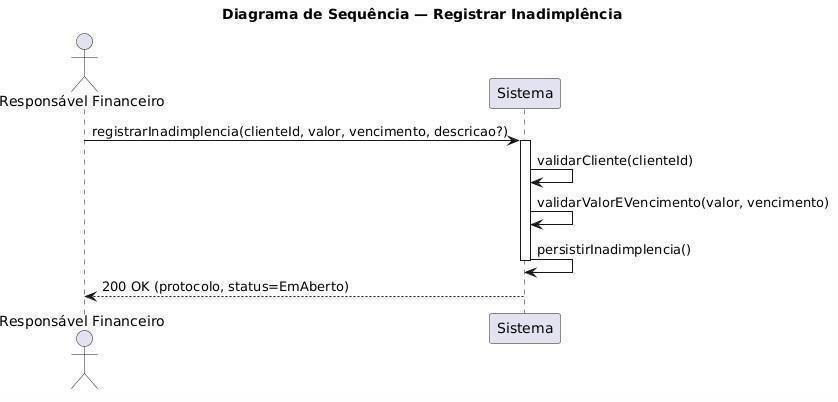 Diagrama de Sequência — Registrar Inadimplência
Responsável Financeiro
Sistema
registrarInadimplencia(clienteId, valor, vencimento, descricao?)
validarCliente(clienteId)
validarValorEVencimento(valor, vencimento)
persistirInadimplencia()
200 OK (protocolo, status=EmAberto)
Responsável Financeiro
Sistema